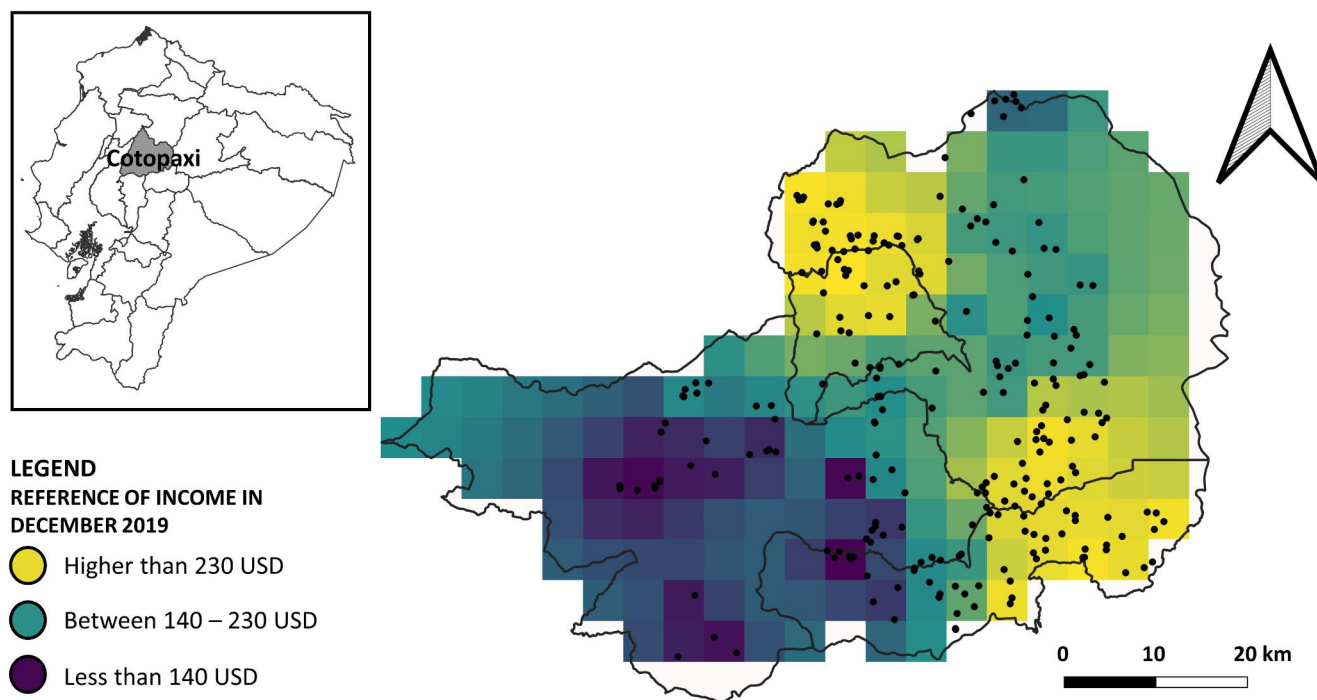 Cotopaxi
LEGEND
REFERENCE OF INCOME IN
DECEMBER 2019
Higher than 230 USD
Between 140 – 230 USD
Less than 140 USD
0 10 20 km